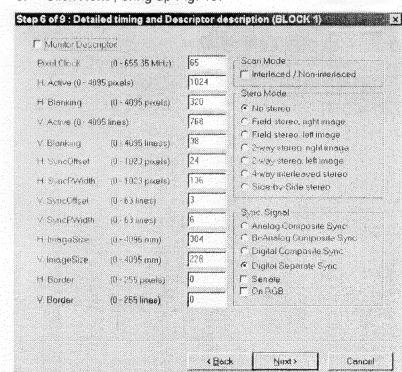 Step 6 of 9 : Detailed timing and Descriptor description (BLOCK 1)
Monitor Descriptor
Pixel Clock (0 - 655.35 MHz) 65
H. Active (0 - 4095 pixels) 1024
H. Blanking (0 - 4095 pixels) 320
V. Active (0 - 4095 lines) 768
V. Blanking (0 - 4095 liness) 38
H. SyncOffset (0 - 1023 pixels) 24
H. SyncPWidth (0 - 1023 pixels) 136
V. SyncOffset (0 - 63 lines) 3
V. SyncPWidth (0 - 63 lines) 6
H. ImageSize (0 - 4095 mm) 304
V. ImageSize (0 - 4095 mm) 228
H. Border (0 - 255 pixels) 0
V. Border (0 - 255 lines) 0
Scan Mode
Interlaced / Non-interlaced
Stero Mode
No stereo
Field stereo, right image
Field stereo, left image
2-way stereo, right image
2-way stereo, left image
4-way interleaved stereo
Side-by-Side stereo
Sync. Signal
Analog Composite Sync
Bi-Analog Composite Sync
Digital Composite Sync
Digital Separate Sync
Serrate
On RGB
< Back
Next >
Cancel